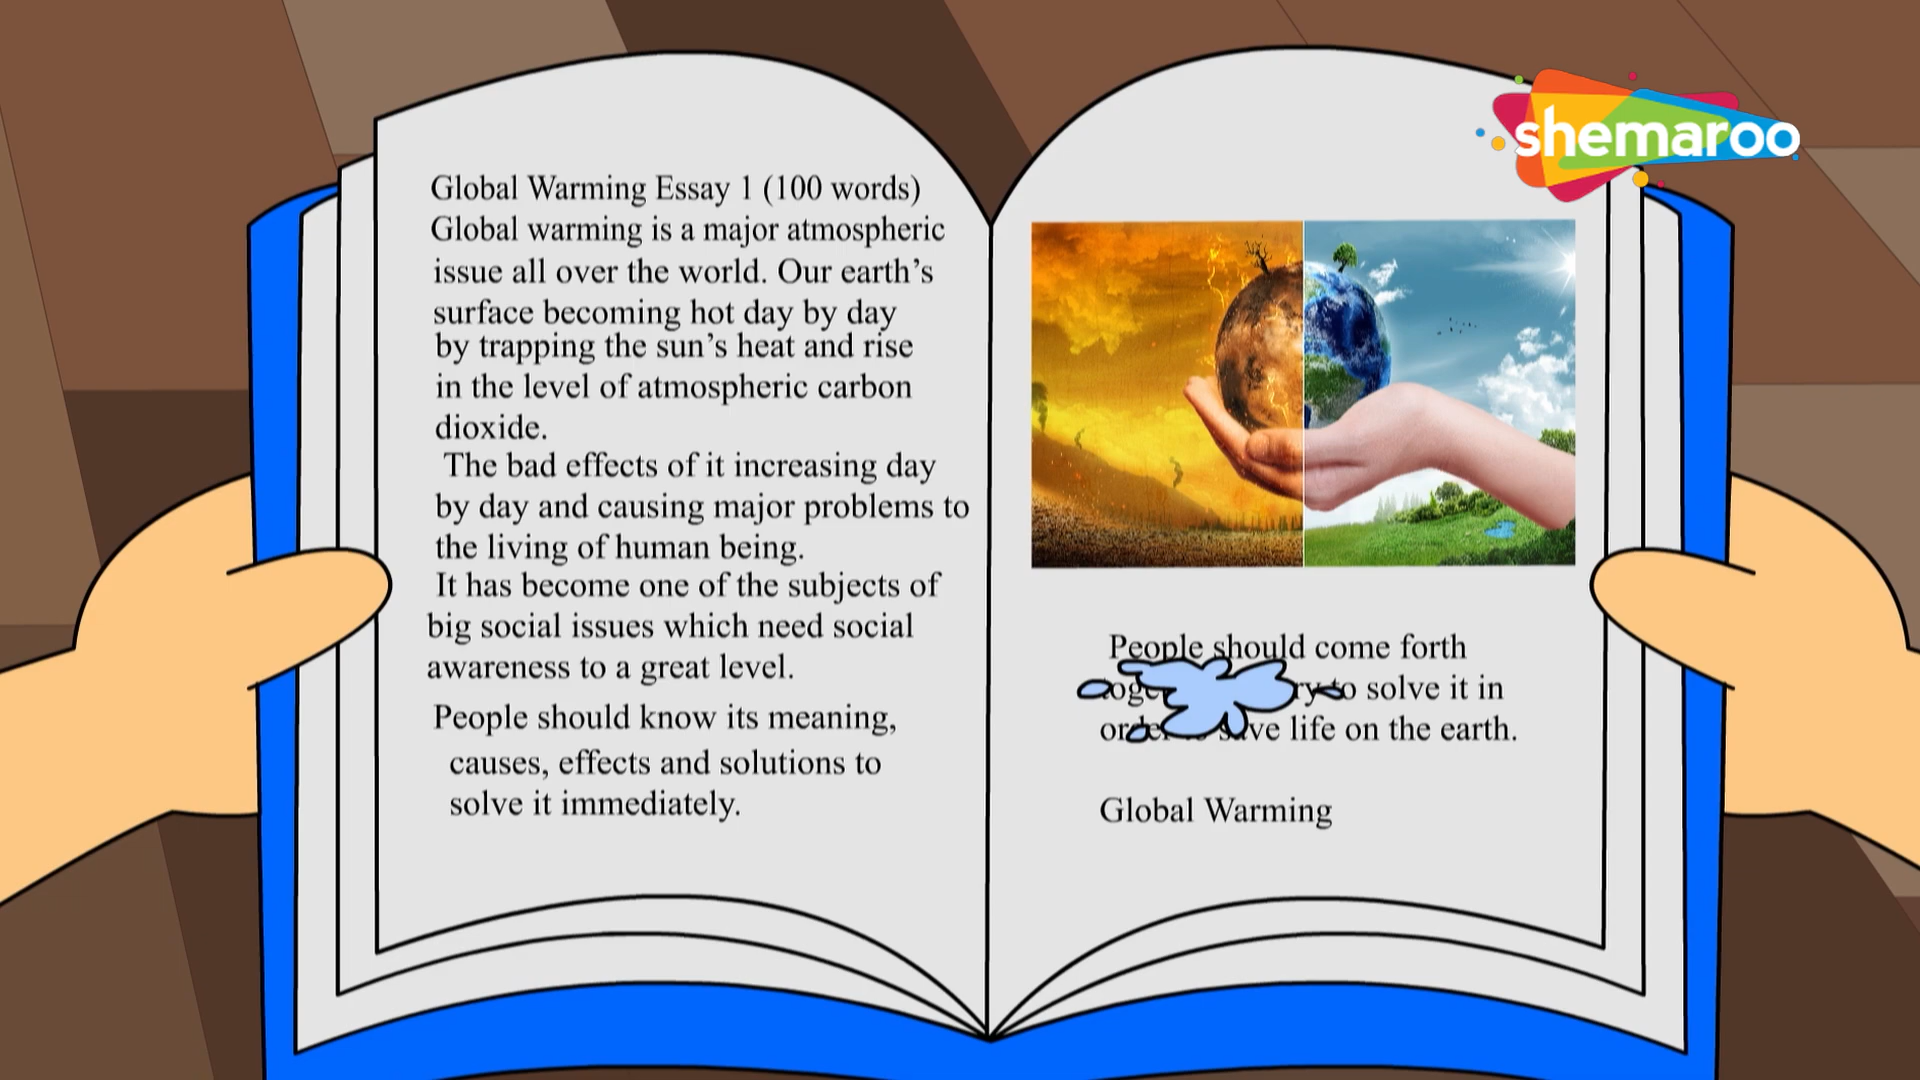 Global Warming Essay 1 (100 words)
Global warming is a major atmospheric
issue all over the world. Our earth's
surface becoming hot day by day
by trapping the sun's heat and rise
in the level of atmospheric carbon
dioxide.
The bad effects of it increasing day
by day and causing major problems to
the living of human being.
It has become one of the subjects of
big social issues which need social
awareness to a great level.
People should know its meaning,
causes, effects and solutions to
solve it immediately.
shemaroo
People should come forth
to solve it in
order save life on the earth.
Global Warming